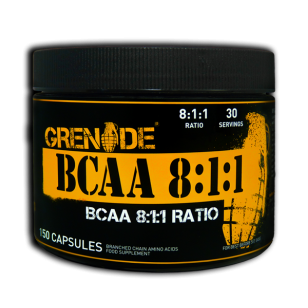 8:1:1 30
RATIO SERVINGS
GRENADE®
BCAA 8:1:1
BCAA 8:1:1 RATIO
150 CAPSULES
BRANCHED CHAIN AMINO ACIDS
FOOD SUPPLEMENT